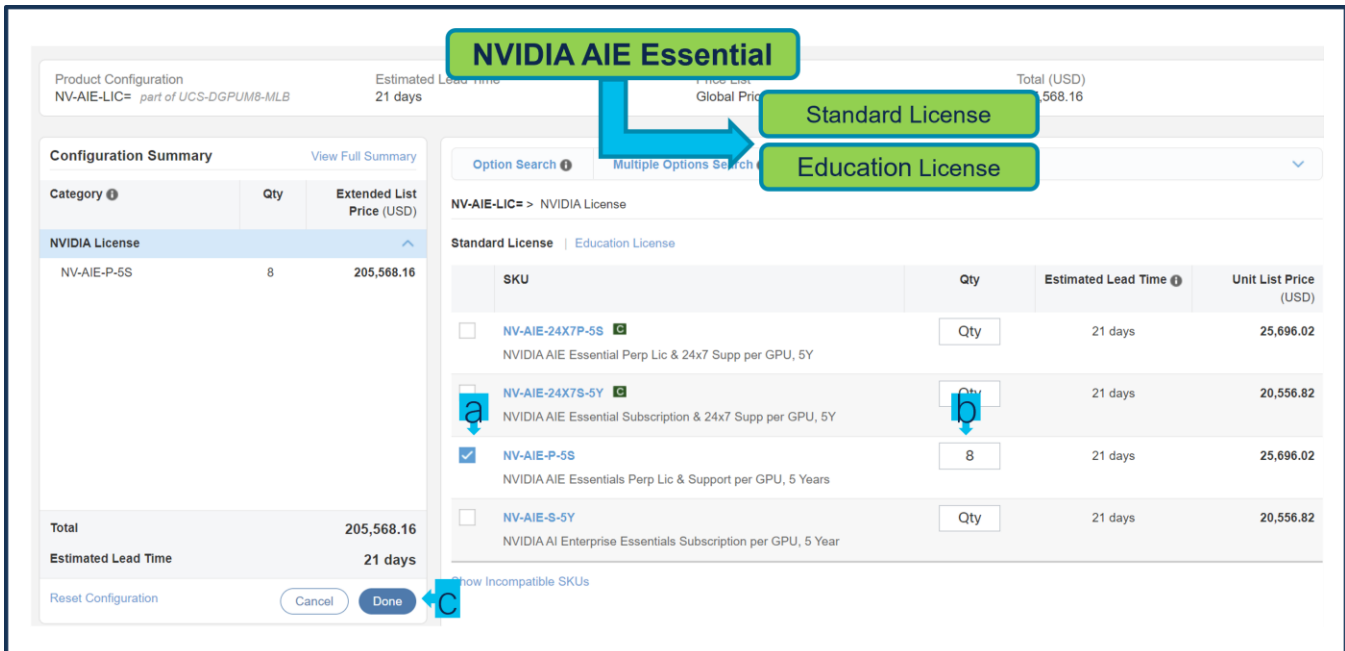 NVIDIA AIE Essential
Product Configuration
NV-AIE-LIC= part of UCS-DGPUM8-MLB
Estimated Lead Time
21 days
Price List
Global Pric
Total (USD)
,568.16
Standard License
Education License
Configuration Summary
View Full Summary
Category
Qty
Extended List
Price (USD)
NVIDIA License
NV-AIE-P-5S 8 205,568.16
Total 205,568.16
Estimated Lead Time 21 days
Reset Configuration
Cancel
Done
C
Option Search
Multiple Options Search
NV-AIE-LIC= > NVIDIA License
Standard License | Education License
SKU Qty Estimated Lead Time Unit List Price
(USD)
NV-AIE-24X7P-5S C Qty 21 days 25,696.02
NVIDIA AIE Essential Perp Lic & 24x7 Supp per GPU, 5Y
NV-AIE-24X7S-5Y C Qty 21 days 20,556.82
NVIDIA AIE Essential Subscription & 24x7 Supp per GPU, 5Y
a
b
NV-AIE-P-5S 8 21 days 25,696.02
NVIDIA AIE Essentials Perp Lic & Support per GPU, 5 Years
NV-AIE-S-5Y Qty 21 days 20,556.82
NVIDIA AI Enterprise Essentials Subscription per GPU, 5 Year
Show Incompatible SKUs